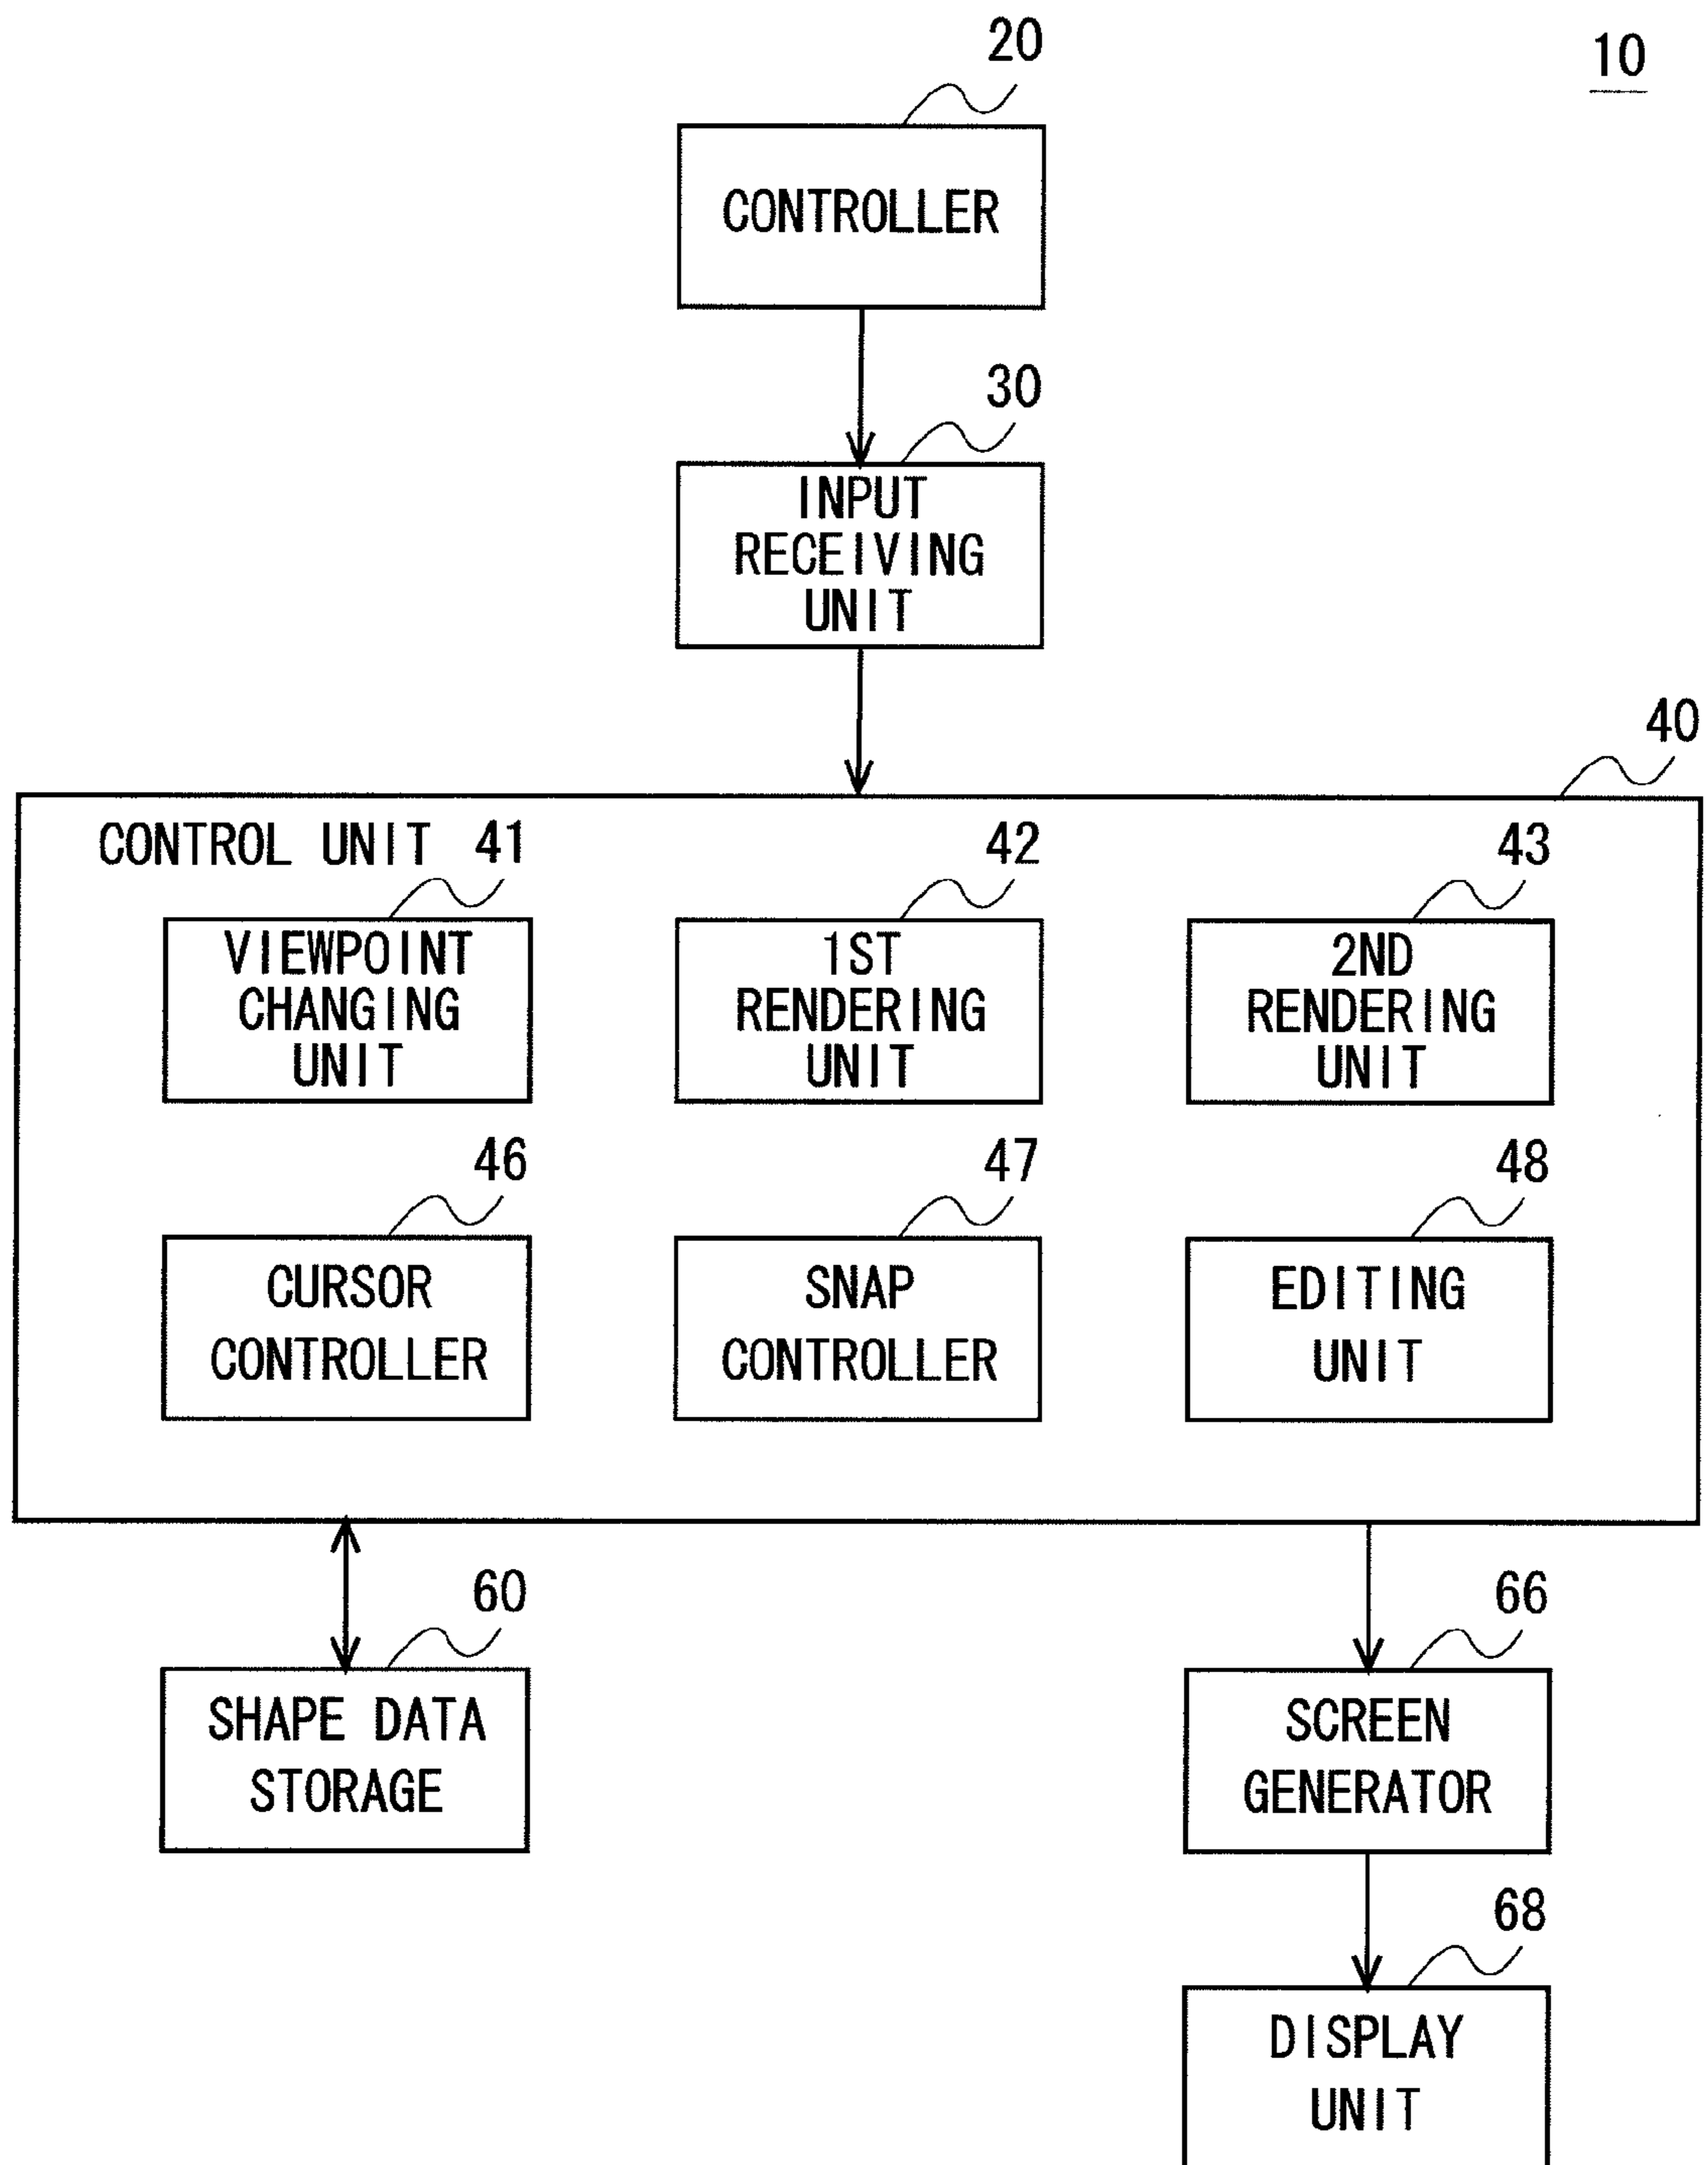 20
10
CONTROLLER
30
INPUT
RECEIVING
UNIT
40
CONTROL UNIT
41
42
43
VIEWPOINT
CHANGING
UNIT
1ST
RENDERING
UNIT
2ND
RENDERING
UNIT
46
47
48
CURSOR
CONTROLLER
SNAP
CONTROLLER
EDITING
UNIT
60
66
SHAPE DATA
STORAGE
SCREEN
GENERATOR
68
DISPLAY
UNIT